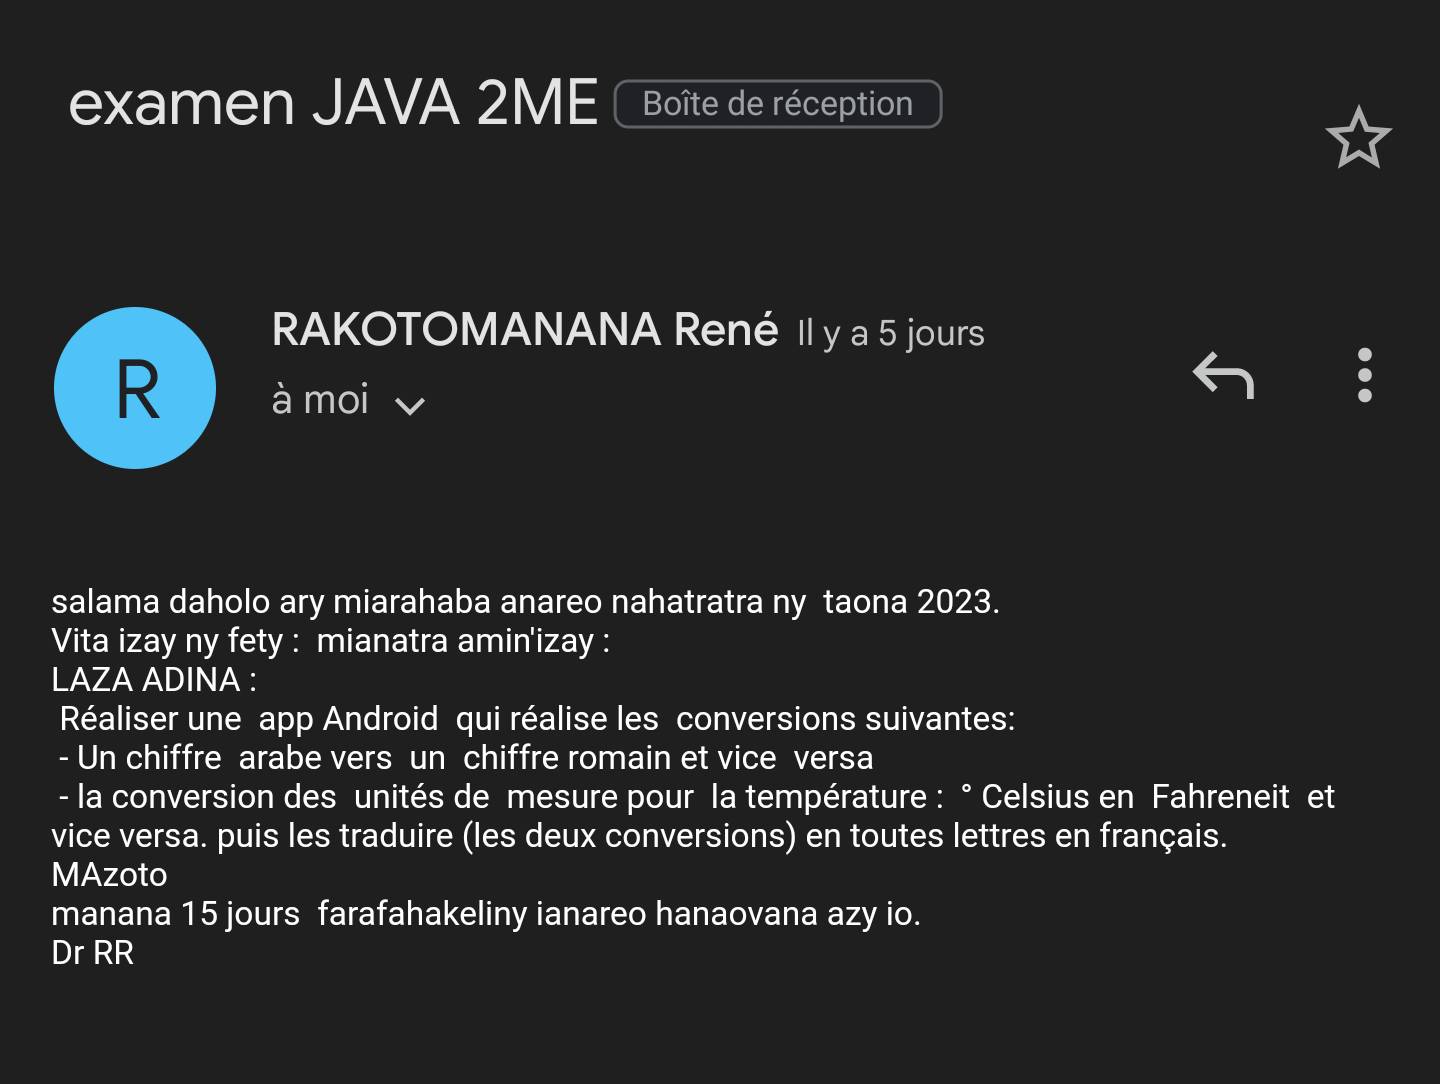 examen JAVA 2ME Boîte de réception
R
RAKOTOMANANA René Il y a 5 jours
à moi
salama daholo ary miarahaba anareo nahatratra ny  taona 2023.
Vita izay ny fety :  mianatra amin'izay :
LAZA ADINA :
Réaliser une  app Android  qui réalise les  conversions suivantes:
- Un chiffre  arabe vers  un  chiffre romain et vice  versa
- la conversion des  unités de  mesure pour  la température :  ° Celsius en  Fahreneit  et
vice versa. puis les traduire (les deux conversions) en toutes lettres en français.
MAzoto
manana 15 jours  farafahakeliny ianareo hanaovana azy io.
Dr RR